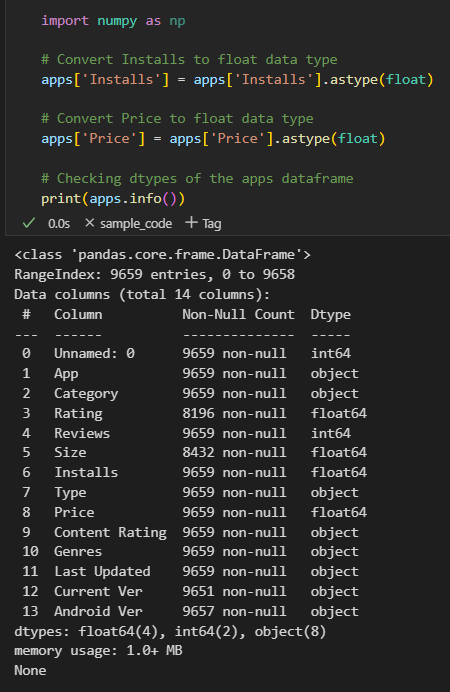 import numpy as np
# Convert Installs to float data type
apps['Installs'] = apps['Installs'].astype(float)
# Convert Price to float data type
apps['Price'] = apps['Price'].astype(float)
# Checking dtypes of the apps dataframe
print(apps.info())
✓ 0.0s × sample_code + Tag
<class 'pandas.core.frame.DataFrame'>
RangeIndex: 9659 entries, 0 to 9658
Data columns (total 14 columns):
 #   Column          Non-Null Count  Dtype
---  ------          --------------  -----
 0   Unnamed: 0      9659 non-null   int64
 1   App             9659 non-null   object
 2   Category        9659 non-null   object
 3   Rating          8196 non-null   float64
 4   Reviews         9659 non-null   int64
 5   Size            8432 non-null   float64
 6   Installs        9659 non-null   float64
 7   Type            9659 non-null   object
 8   Price           9659 non-null   float64
 9   Content Rating  9659 non-null   object
 10  Genres          9659 non-null   object
 11  Last Updated    9659 non-null   object
 12  Current Ver     9651 non-null   object
 13  Android Ver     9657 non-null   object
dtypes: float64(4), int64(2), object(8)
memory usage: 1.0+ MB
None